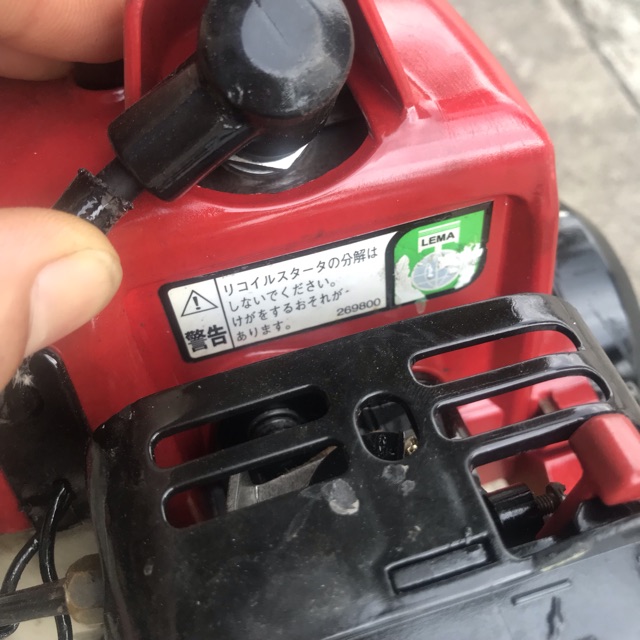 警告
リコイルスタータの分解は
しないでください。
けがをするおそれが
あります。
269800
LEMA